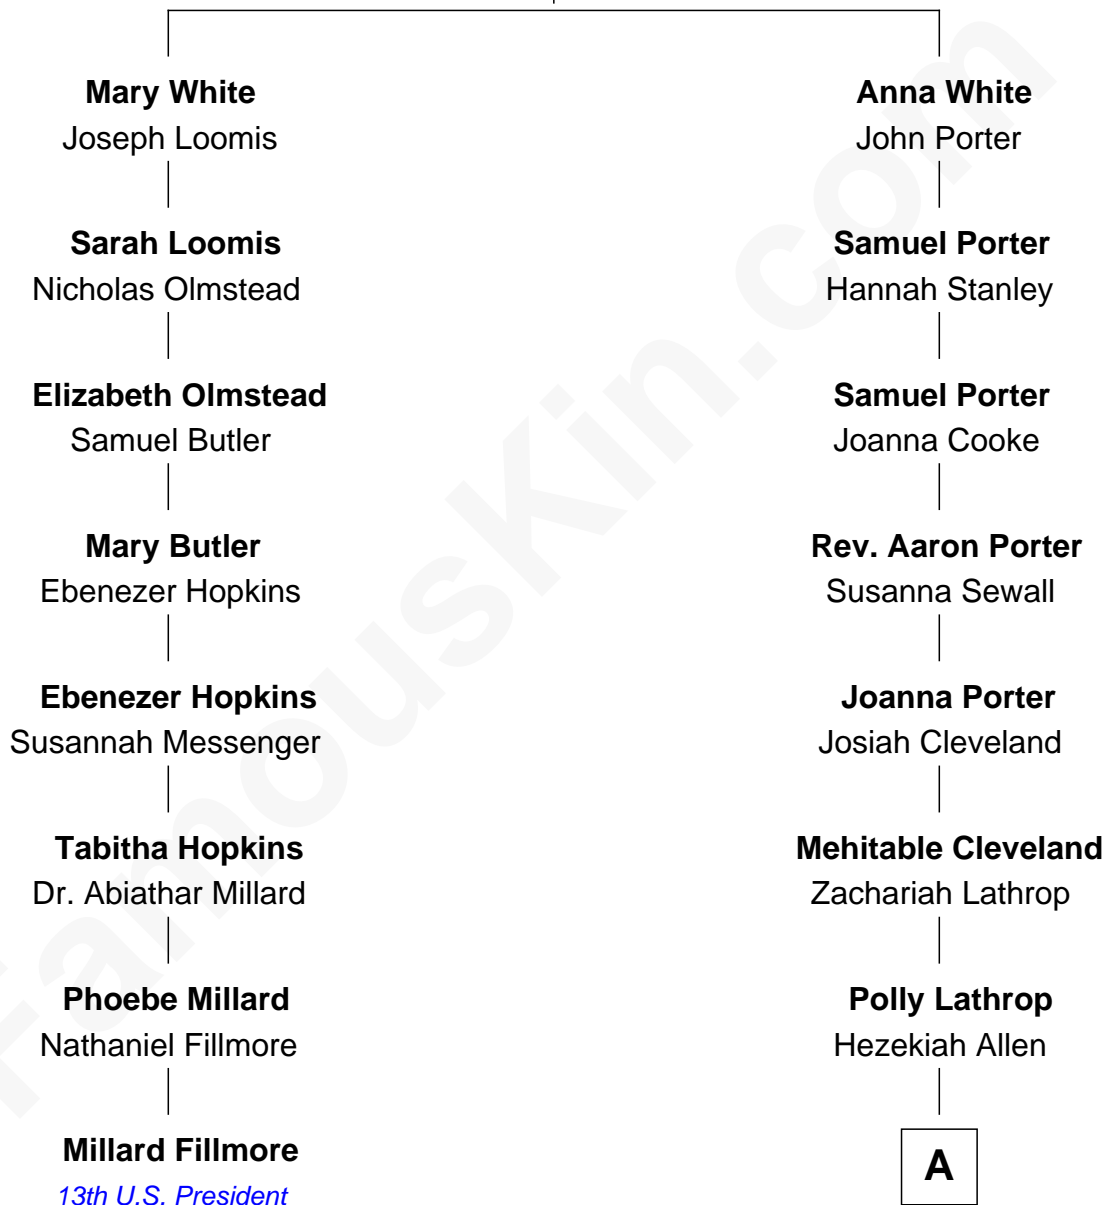 Mary White
Joseph Loomis
Sarah Loomis
Nicholas Olmstead
Elizabeth Olmstead
Samuel Butler
Mary Butler
Ebenezer Hopkins
Ebenezer Hopkins
Susannah Messenger
Tabitha Hopkins
Dr. Abiathar Millard
Phoebe Millard
Nathaniel Fillmore
Millard Fillmore
13th U.S. President
Anna White
John Porter
Samuel Porter
Hannah Stanley
Samuel Porter
Joanna Cooke
Rev. Aaron Porter
Susanna Sewall
Joanna Porter
Josiah Cleveland
Mehitable Cleveland
Zachariah Lathrop
Polly Lathrop
Hezekiah Allen
A
FamousKin.com